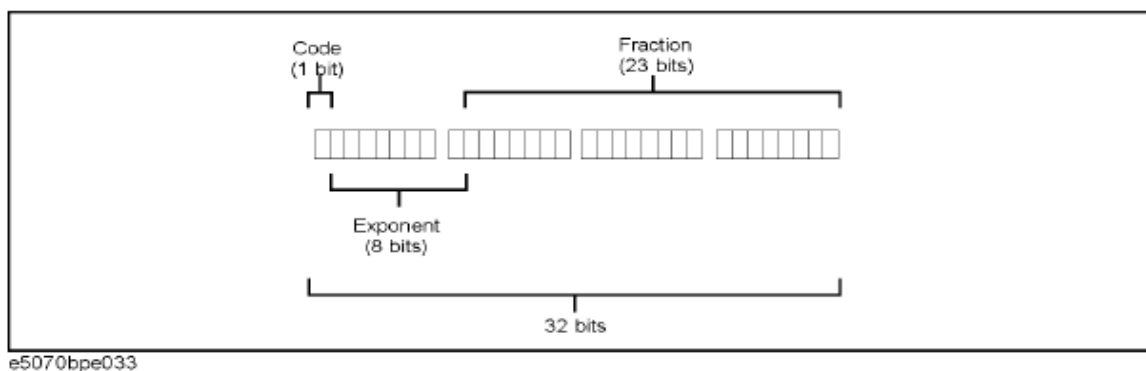 Code
(1 bit)
Fraction
(23 bits)
Exponent
(8 bits)
32 bits
e5070bpe033